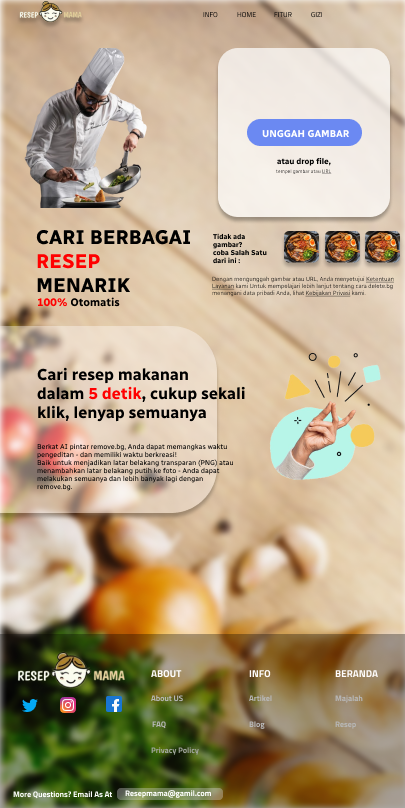 RESEP MAMA
INFO HOME FITUR GIZI
UNGGAH GAMBAR
atau drop file,
tempel gambar atau URL
CARI BERBAGAI
RESEP
MENARIK
100% Otomatis
Tidak ada
gambar?
coba Salah Satu
dari ini :
Dengan mengunggah gambar atau URL, Anda menyetujui Ketentuan
Layanan kami Untuk mempelajari lebih lanjut tentang cara delete.bg
menangani data pribadi Anda, lihat Kebijakan Privasi kami.
Cari resep makanan
dalam 5 detik, cukup sekali
klik, lenyap semuanya
Berkat AI pintar remove.bg, Anda dapat memangkas waktu
pengeditan - dan memiliki waktu berkreasi!
Baik untuk menjadikan latar belakang transparan (PNG) atau
menambahkan latar belakang putih ke foto - Anda dapat
melakukan semuanya dan lebih banyak lagi dengan
remove.bg.
RESEP MAMA
ABOUT INFO BERANDA
About US Artikel Majalah
FAQ Blog Resep
Privacy Policy
More Questions? Email As At Resepmama@gamil.com